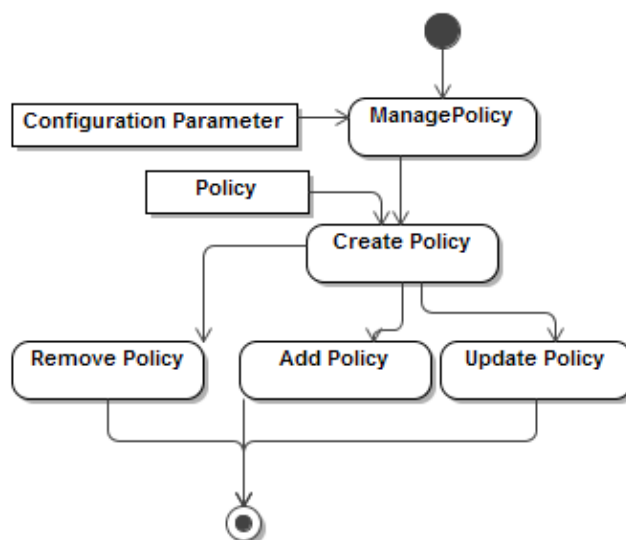 Configuration Parameter
ManagePolicy
Policy
Create Policy
Remove Policy
Add Policy
Update Policy